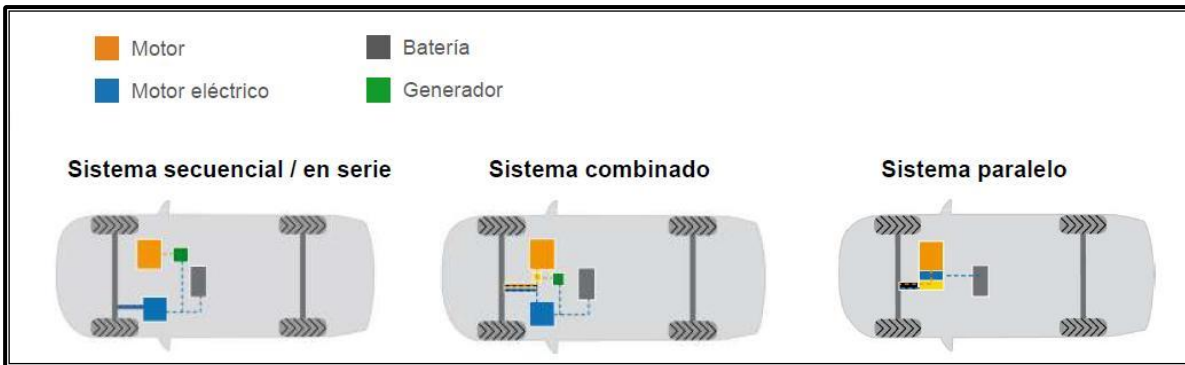 Motor
Batería
Motor eléctrico
Generador
Sistema secuencial / en serie
Sistema combinado
Sistema paralelo